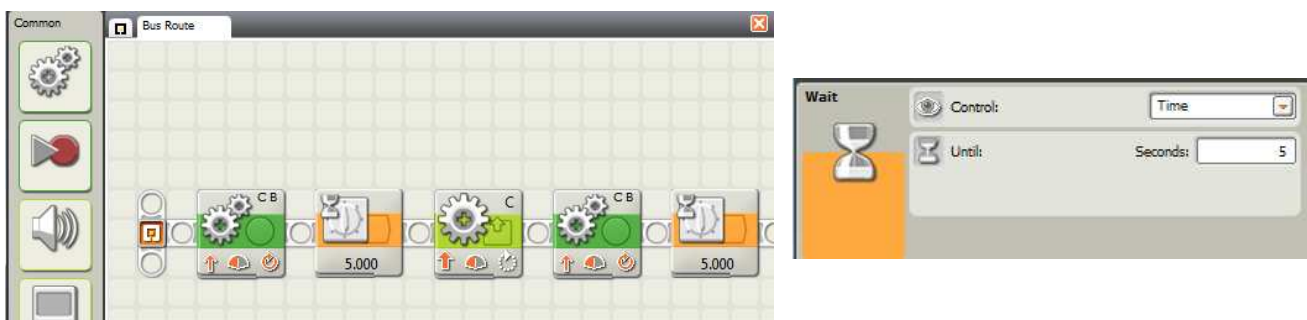 Common
Bus Route
C B
C
C B
5.000
5.000
Wait
Control:
Time
Until:
Seconds:
5